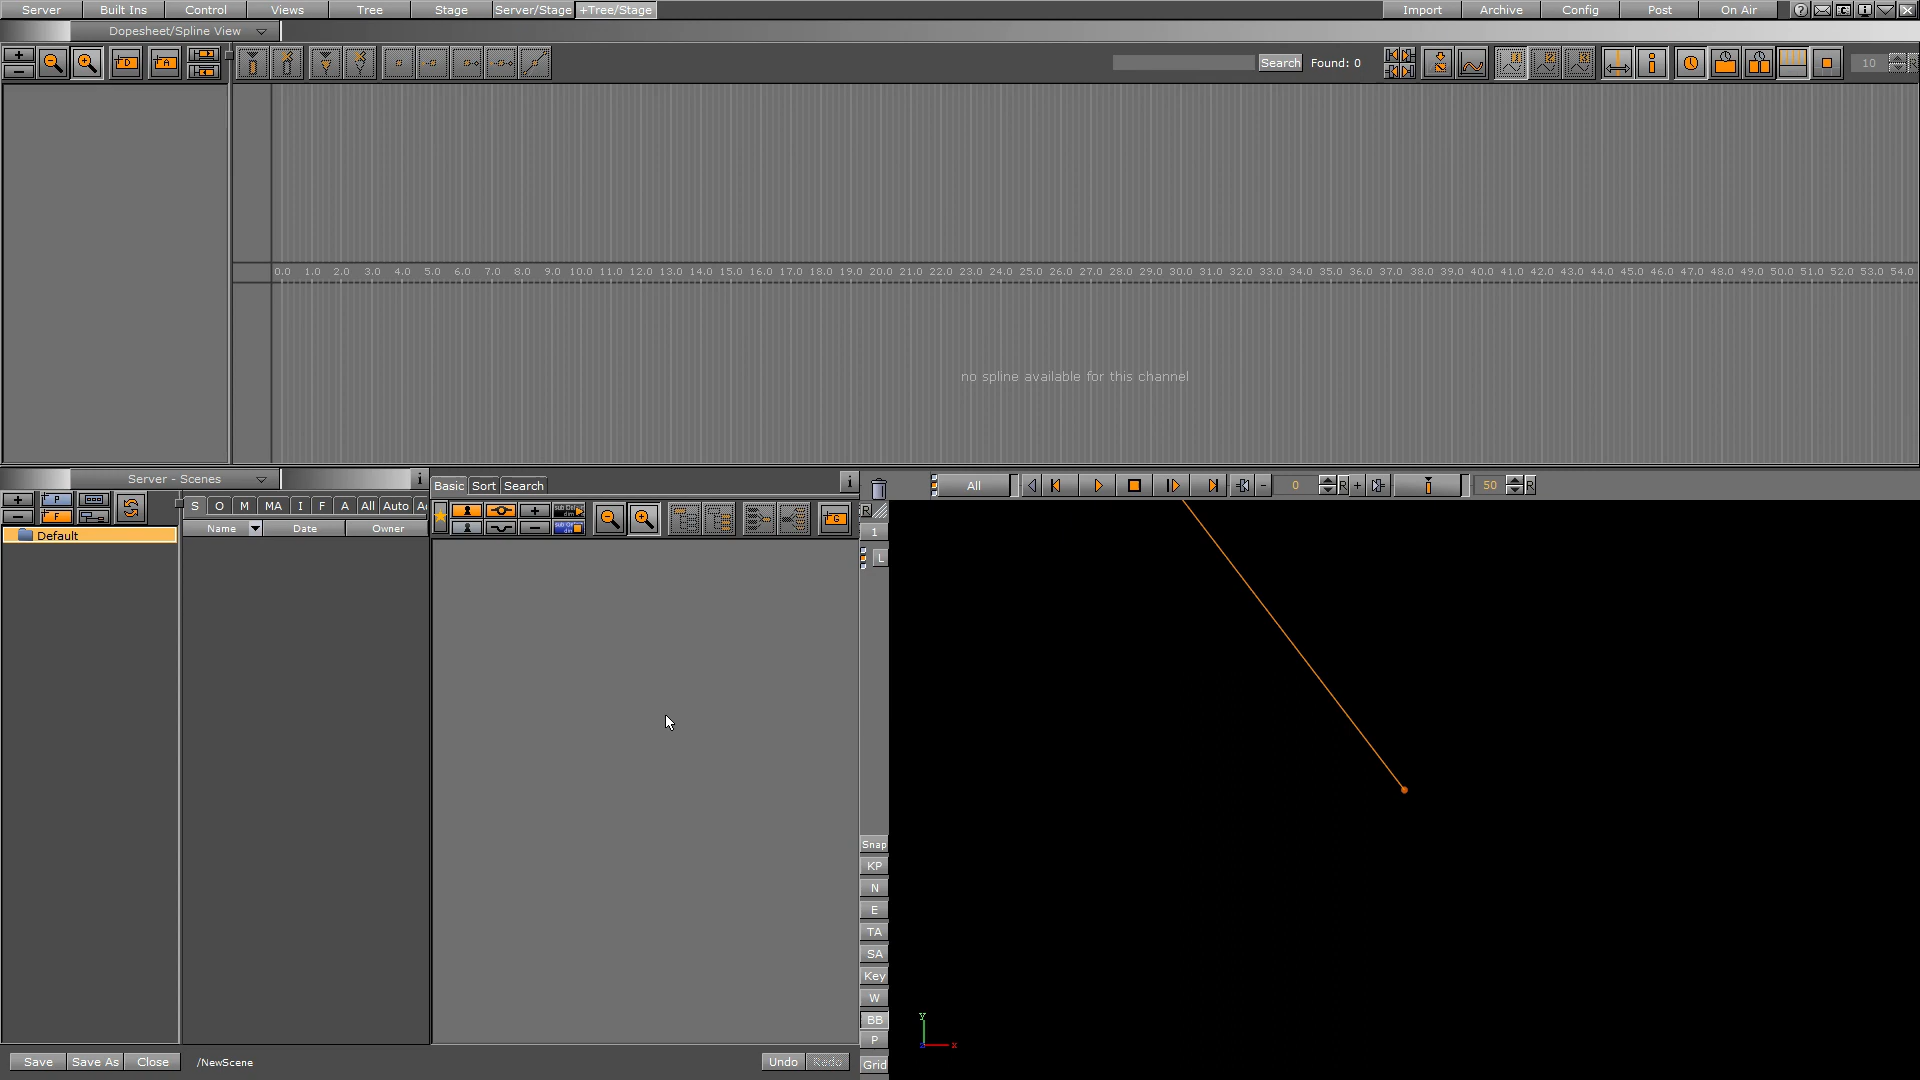 Server Built Ins Control Views Tree Stage Server/Stage +Tree/Stage Import Archive Config Post On Air
Dopesheet/Spline View
Search Found: 0 10 R
0.0 1.0 2.0 3.0 4.0 5.0 6.0 7.0 8.0 9.0 10.0 11.0 12.0 13.0 14.0 15.0 16.0 17.0 18.0 19.0 20.0 21.0 22.0 23.0 24.0 25.0 26.0 27.0 28.0 29.0 30.0 31.0 32.0 33.0 34.0 35.0 36.0 37.0 38.0 39.0 40.0 41.0 42.0 43.0 44.0 45.0 46.0 47.0 48.0 49.0 50.0 51.0 52.0 53.0 54.0
no spline available for this channel
Server - Scenes
Basic Sort Search
All 0 R 50 R
S O M MA I F A All Auto
R
Name Date Owner
1
Default
L
Snap
KP
N
E
TA
SA
Key
W
BB
P
Grid
y
x
Save Save As Close /NewScene Undo Redo